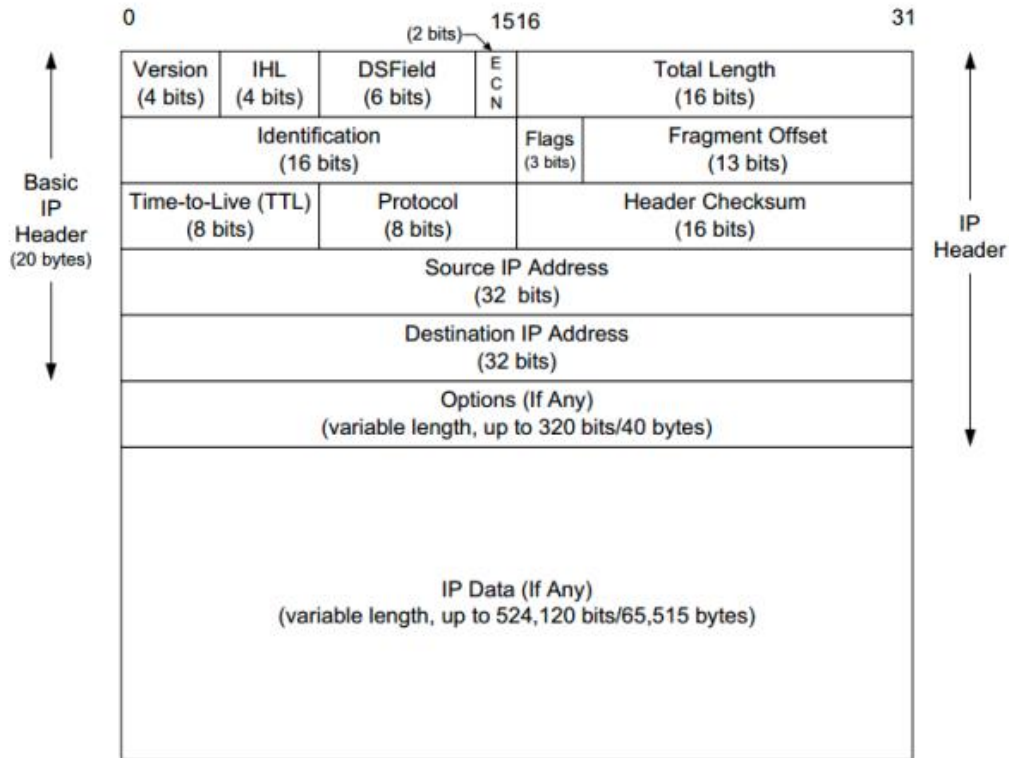 0
1516
31
(2 bits)
Version
(4 bits)
IHL
(4 bits)
DSField
(6 bits)
E
C
N
Total Length
(16 bits)
Identification
(16 bits)
Flags
(3 bits)
Fragment Offset
(13 bits)
Basic
IP
Header
(20 bytes)
Time-to-Live (TTL)
(8 bits)
Protocol
(8 bits)
Header Checksum
(16 bits)
IP
Header
Source IP Address
(32 bits)
Destination IP Address
(32 bits)
Options (If Any)
(variable length, up to 320 bits/40 bytes)
IP Data (If Any)
(variable length, up to 524,120 bits/65,515 bytes)